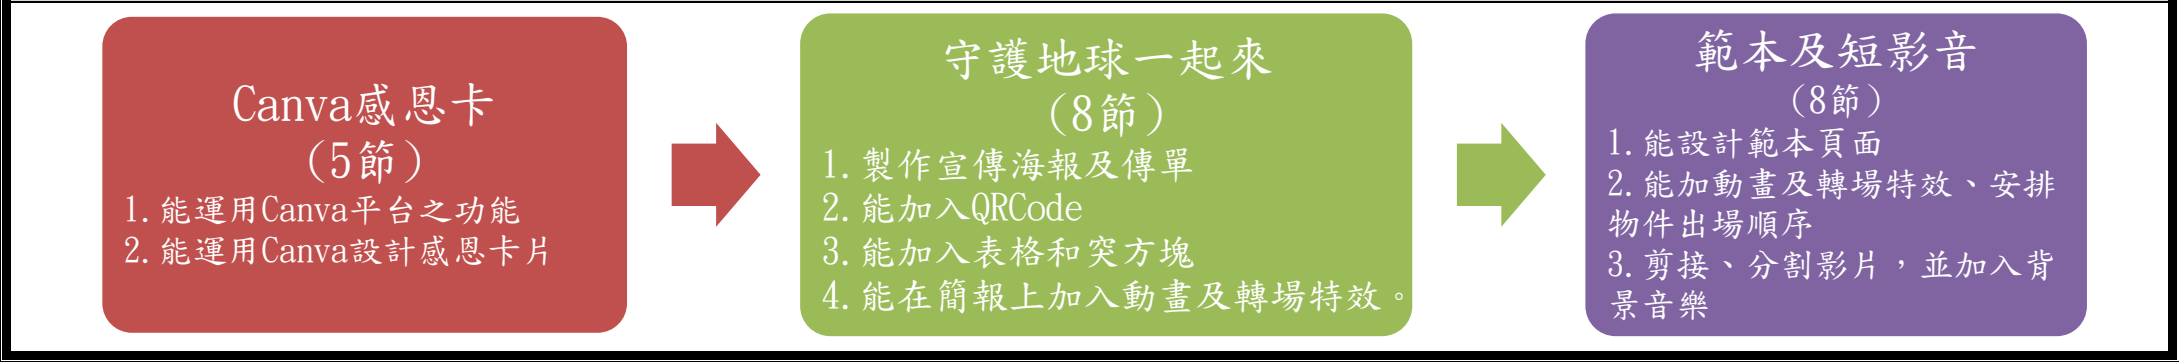 Canva感恩卡
(5節)
1.能運用Canva平台之功能
2.能運用Canva設計感恩卡片
守護地球一起來
(8節)
1.製作宣傳海報及傳單
2.能加入QRCode
3.能加入表格和突方塊
4.能在簡報上加入動畫及轉場特效。
範本及短影音
(8節)
1.能設計範本頁面
2.能加動畫及轉場特效、安排
物件出場順序
3.剪接、分割影片，並加入背
景音樂